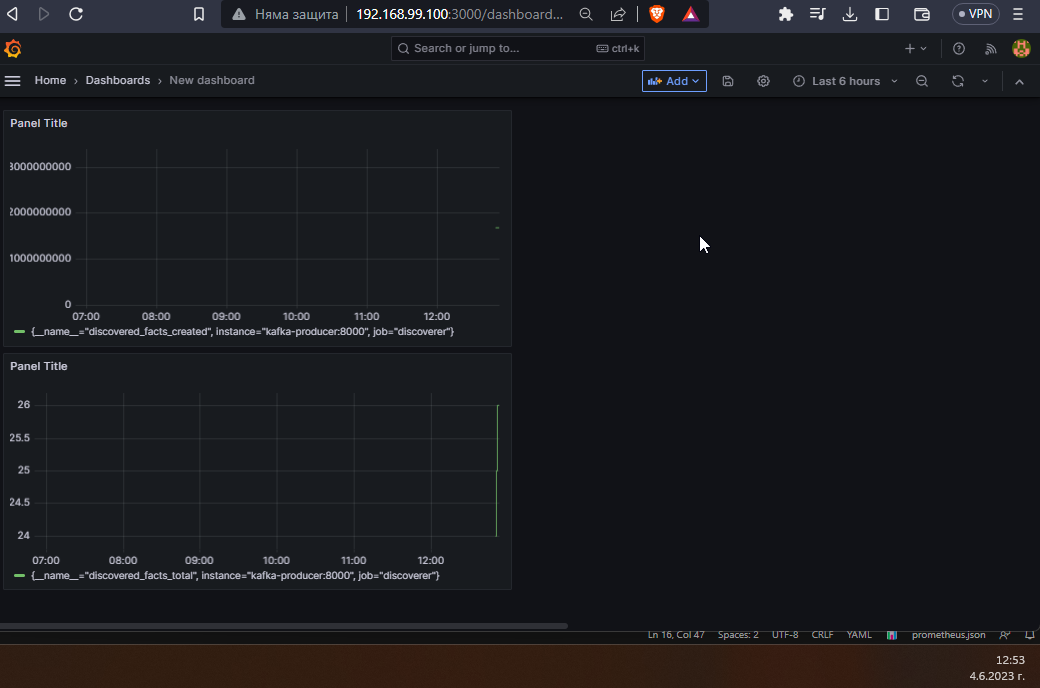 Няма защита
192.168.99.100:3000/dashboard...
VPN
Search or jump to...
ctrl+k
Home › Dashboards › New dashboard
Add
Last 6 hours
Panel Title
3000000000
2000000000
1000000000
0
07:00 08:00 09:00 10:00 11:00 12:00
{__name__="discovered_facts_created", instance="kafka-producer:8000", job="discoverer"}
Panel Title
26
25.5
25
24.5
24
07:00 08:00 09:00 10:00 11:00 12:00
{__name__="discovered_facts_total", instance="kafka-producer:8000", job="discoverer"}
Ln 16, Col 47 Spaces: 2 UTF-8 CRLF YAML prometheus.json
12:53
4.6.2023 г.